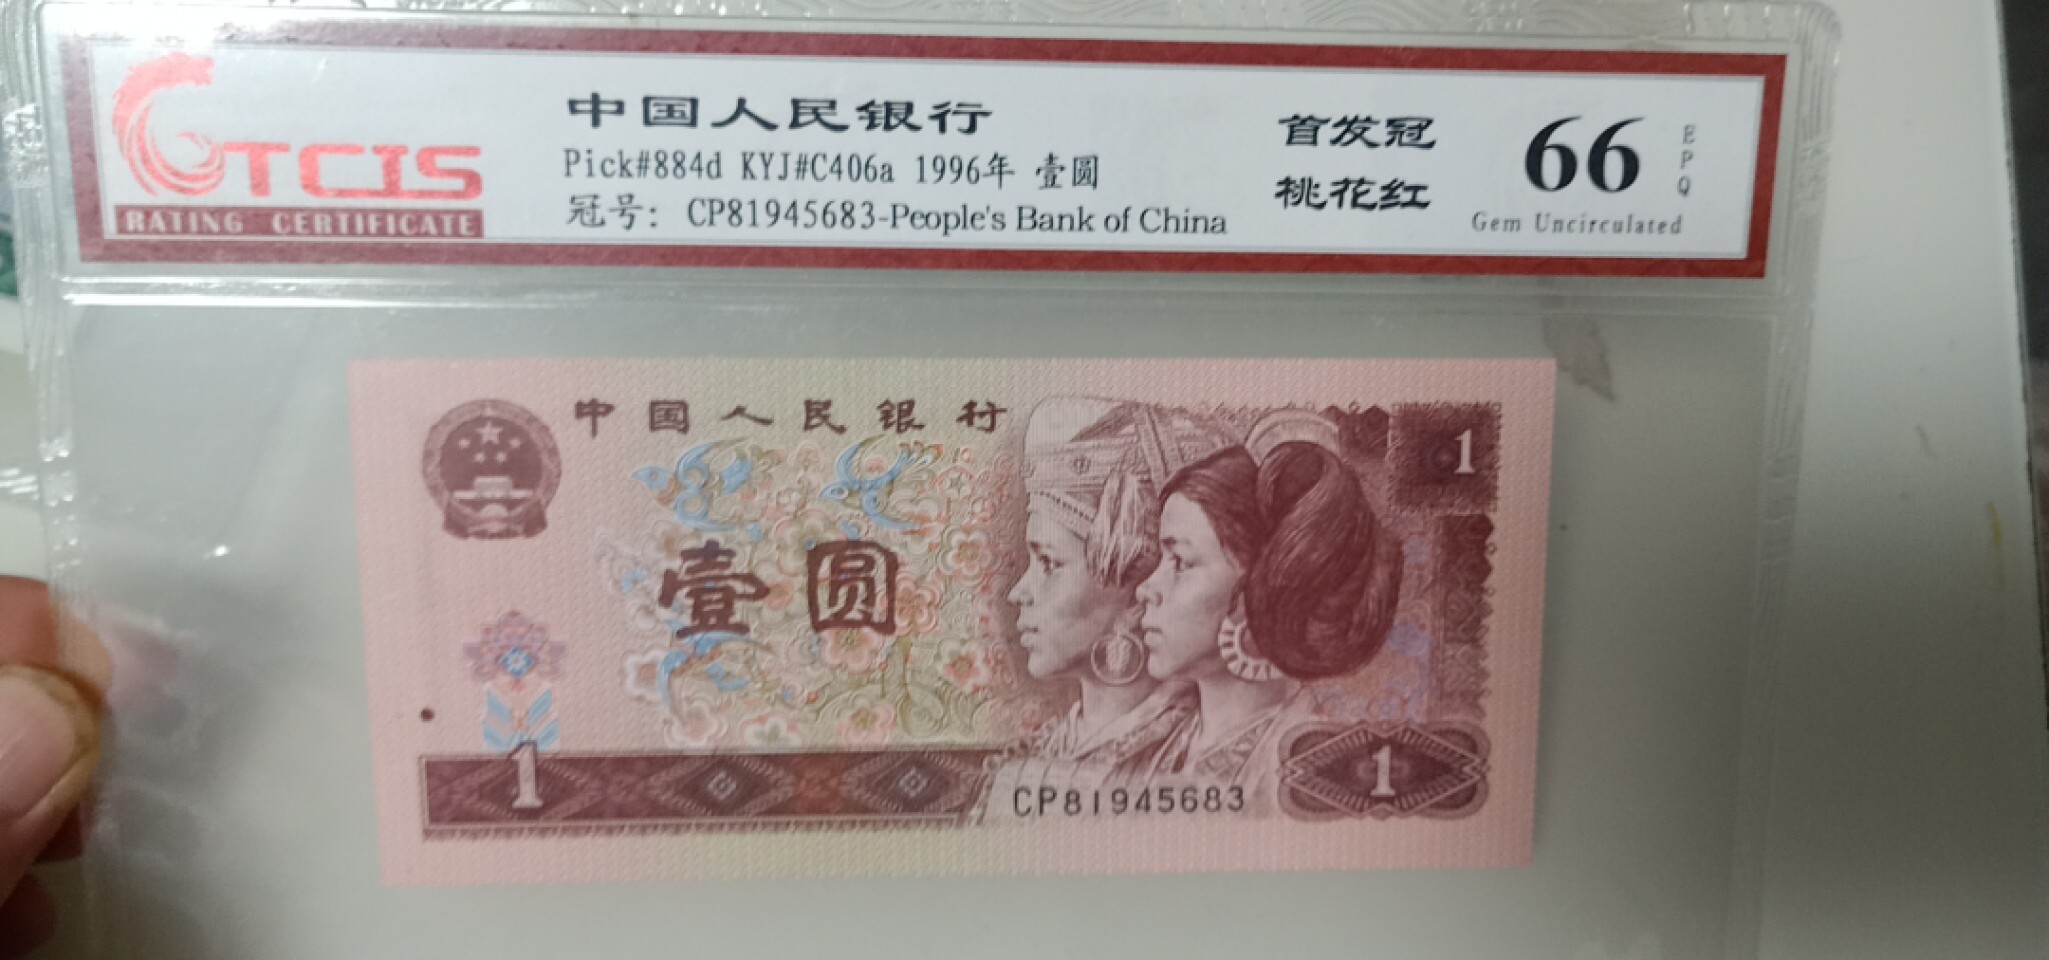 TCIS
RATING CERTIFICATE
中国人民银行
Pick#884d KYJ#C406a 1996年 壹圆
冠号: CP81945683-People's Bank of China
首发冠
桃花红
66
EPQ
Gem Uncirculated
中国人民银行
1
壹圆
1
CP81945683
1